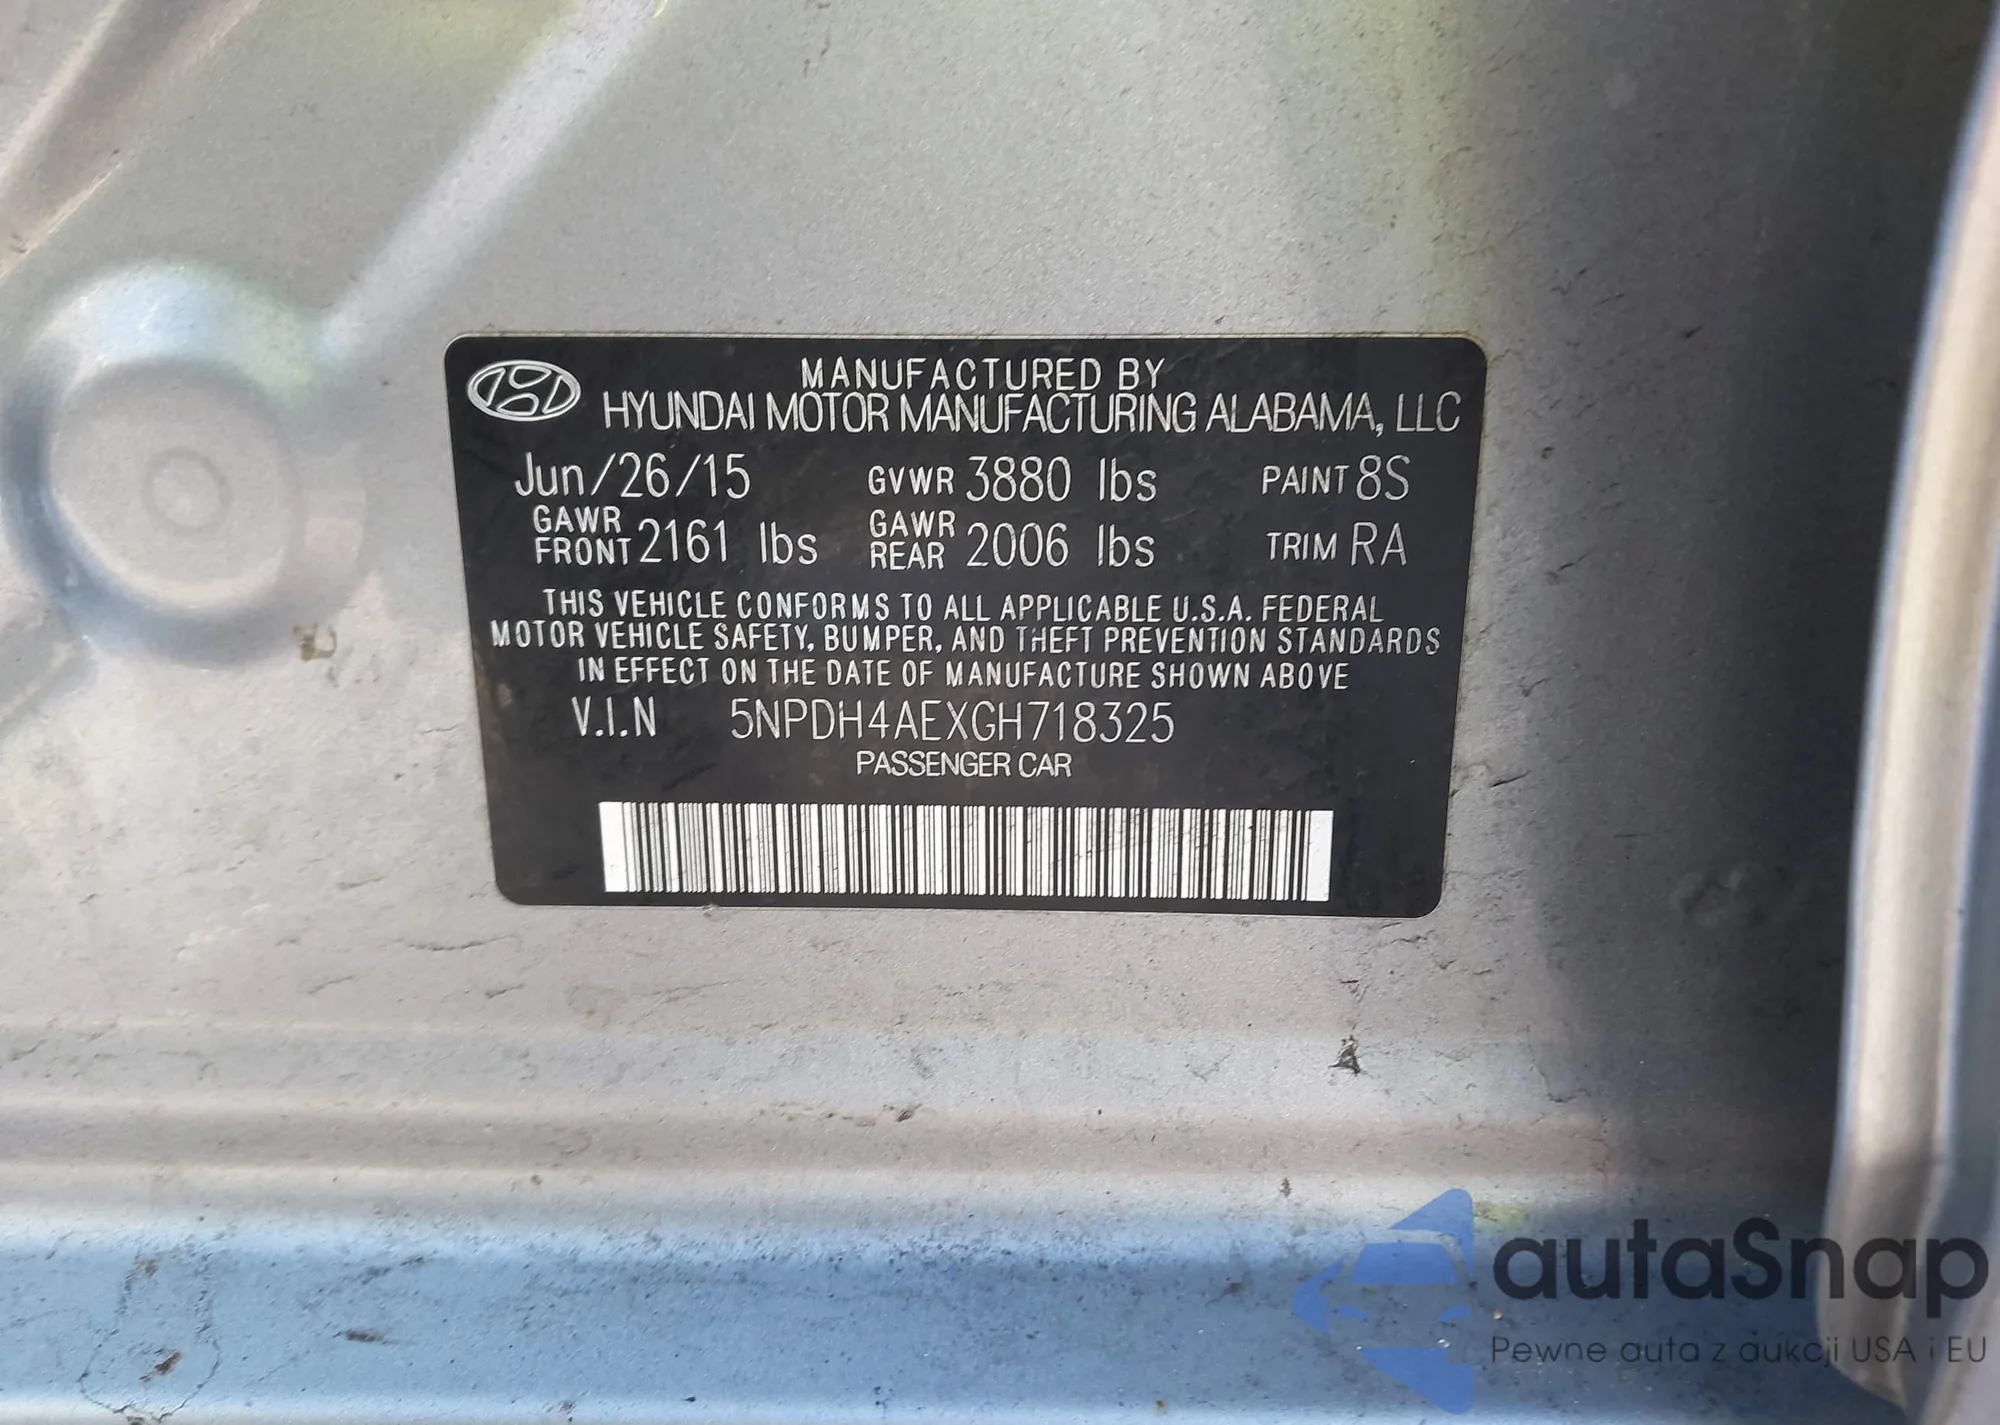 MANUFACTURED BY
HYUNDAI MOTOR MANUFACTURING ALABAMA, LLC
Jun/26/15 GVWR 3880 lbs PAINT 8S
GAWR FRONT 2161 lbs GAWR REAR 2006 lbs TRIM RA
THIS VEHICLE CONFORMS TO ALL APPLICABLE U.S.A. FEDERAL
MOTOR VEHICLE SAFETY, BUMPER, AND THEFT PREVENTION STANDARDS
IN EFFECT ON THE DATE OF MANUFACTURE SHOWN ABOVE
V.I.N 5NPDH4AEXGH718325
PASSENGER CAR
autaSnap
Pewne auta z aukcji USA i EU